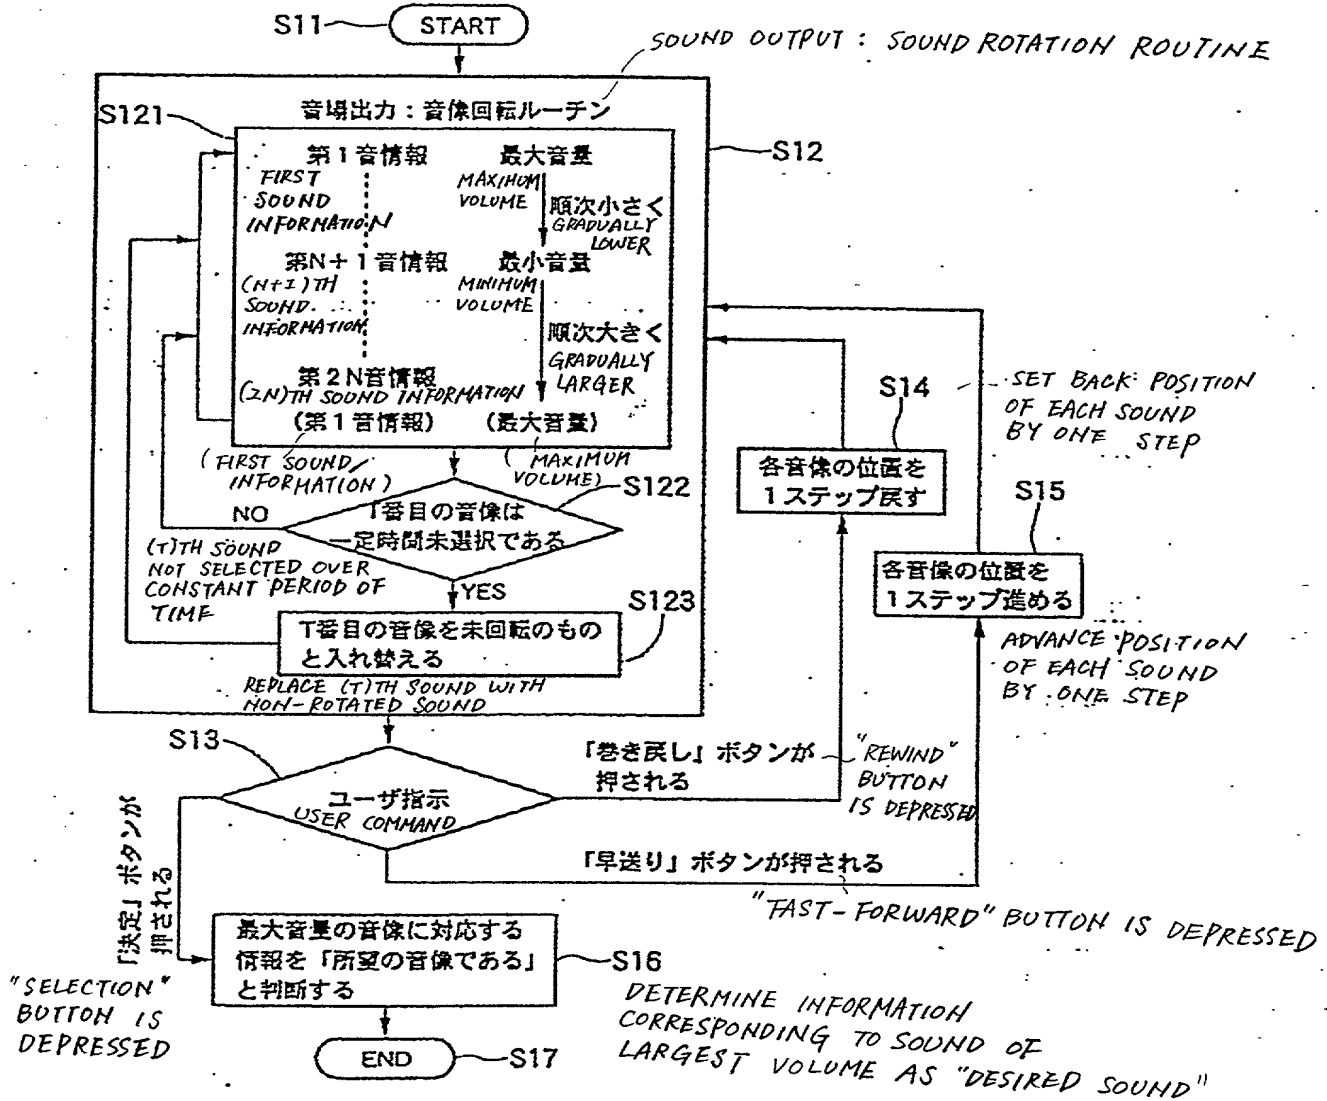 S11
START
SOUND OUTPUT : SOUND ROTATION ROUTINE
音場出力：音像回転ルーチン
S121
S12
第1音情報
最大音量
FIRST
SOUND
INFORMATION
MAXIMUM
VOLUME
順次小さく
GRADUALLY
LOWER
第N+1音情報
最小音量
(N+1)TH
SOUND
INFORMATION
MINIMUM
VOLUME
順次大きく
GRADUALLY
LARGER
第2N音情報
(2N)TH SOUND INFORMATION
(第1音情報)
(最大音量)
(FIRST SOUND
INFORMATION)
(MAXIMUM
VOLUME)
S122
T番目の音像は
一定時間未選択である
NO
(T)TH SOUND
NOT SELECTED OVER
CONSTANT PERIOD OF
TIME
YES
S123
T番目の音像を未回転のもの
と入れ替える
REPLACE (T)TH SOUND WITH
NON-ROTATED SOUND
S14
各音像の位置を
1ステップ戻す
SET BACK POSITION
OF EACH SOUND
BY ONE STEP
S15
各音像の位置を
1ステップ進める
ADVANCE POSITION
OF EACH SOUND
BY ONE STEP
S13
ユーザ指示
USER COMMAND
「巻き戻し」ボタンが
押される
"REWIND"
BUTTON
IS DEPRESSED
「早送り」ボタンが押される
"FAST-FORWARD" BUTTON IS DEPRESSED
「決定」ボタンが
押される
"SELECTION"
BUTTON IS
DEPRESSED
最大音量の音像に対応する
情報を「所望の音像である」
と判断する
S16
DETERMINE INFORMATION
CORRESPONDING TO SOUND OF
LARGEST VOLUME AS "DESIRED SOUND"
END
S17